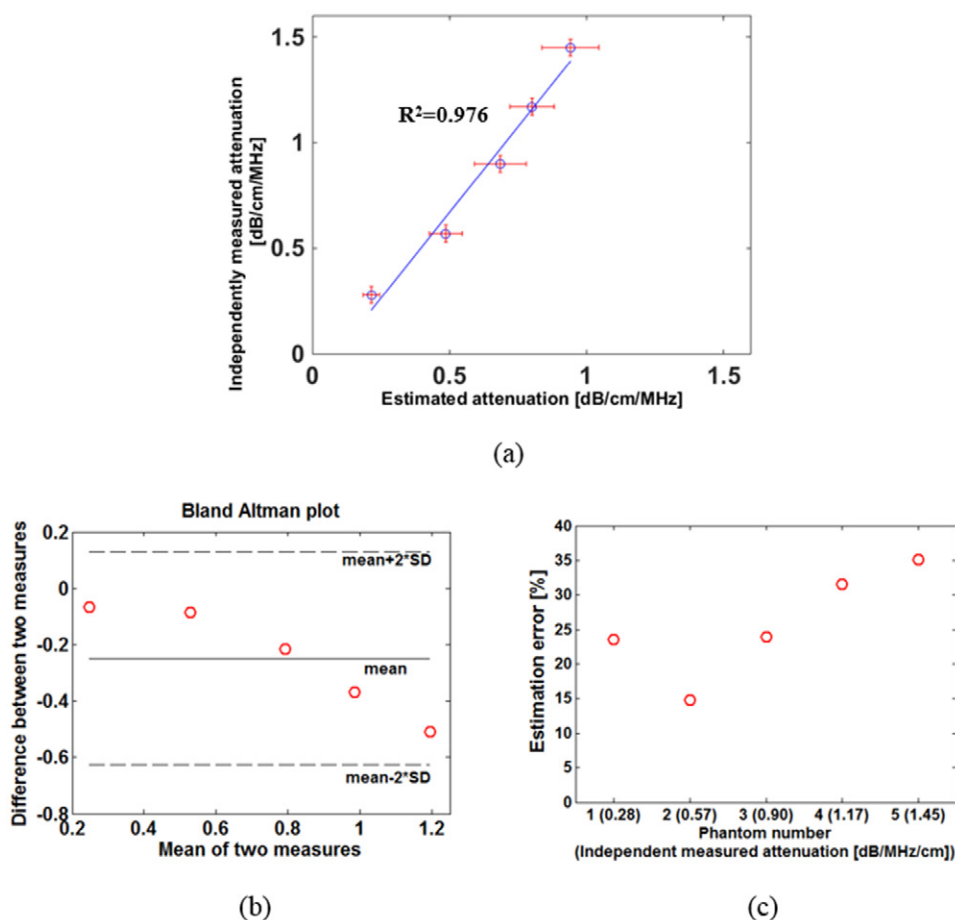 1.5
1
0.5
0
Independently measured attenuation
[dB/cm/MHz]
R²=0.976
0 0.5 1 1.5
Estimated attenuation [dB/cm/MHz]
(a)
Bland Altman plot
0.2
0
-0.2
-0.4
-0.6
-0.8
Difference between two measures
mean+2*SD
mean
mean-2*SD
0.2 0.4 0.6 0.8 1 1.2
Mean of two measures
(b)
40
35
30
25
20
15
10
5
0
Estimation error [%]
1 (0.28) 2 (0.57) 3 (0.90) 4 (1.17) 5 (1.45)
Phantom number
(Independent measured attenuation [dB/MHz/cm])
(c)